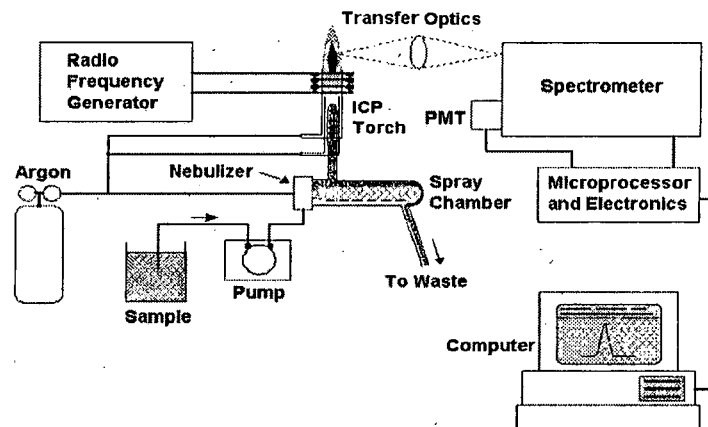 Transfer Optics
Radio
Frequency
Generator
ICP
Torch
Spectrometer
PMT
Argon
Nebulizer
Spray
Chamber
Microprocessor
and Electronics
Sample
Pump
To Waste
Computer